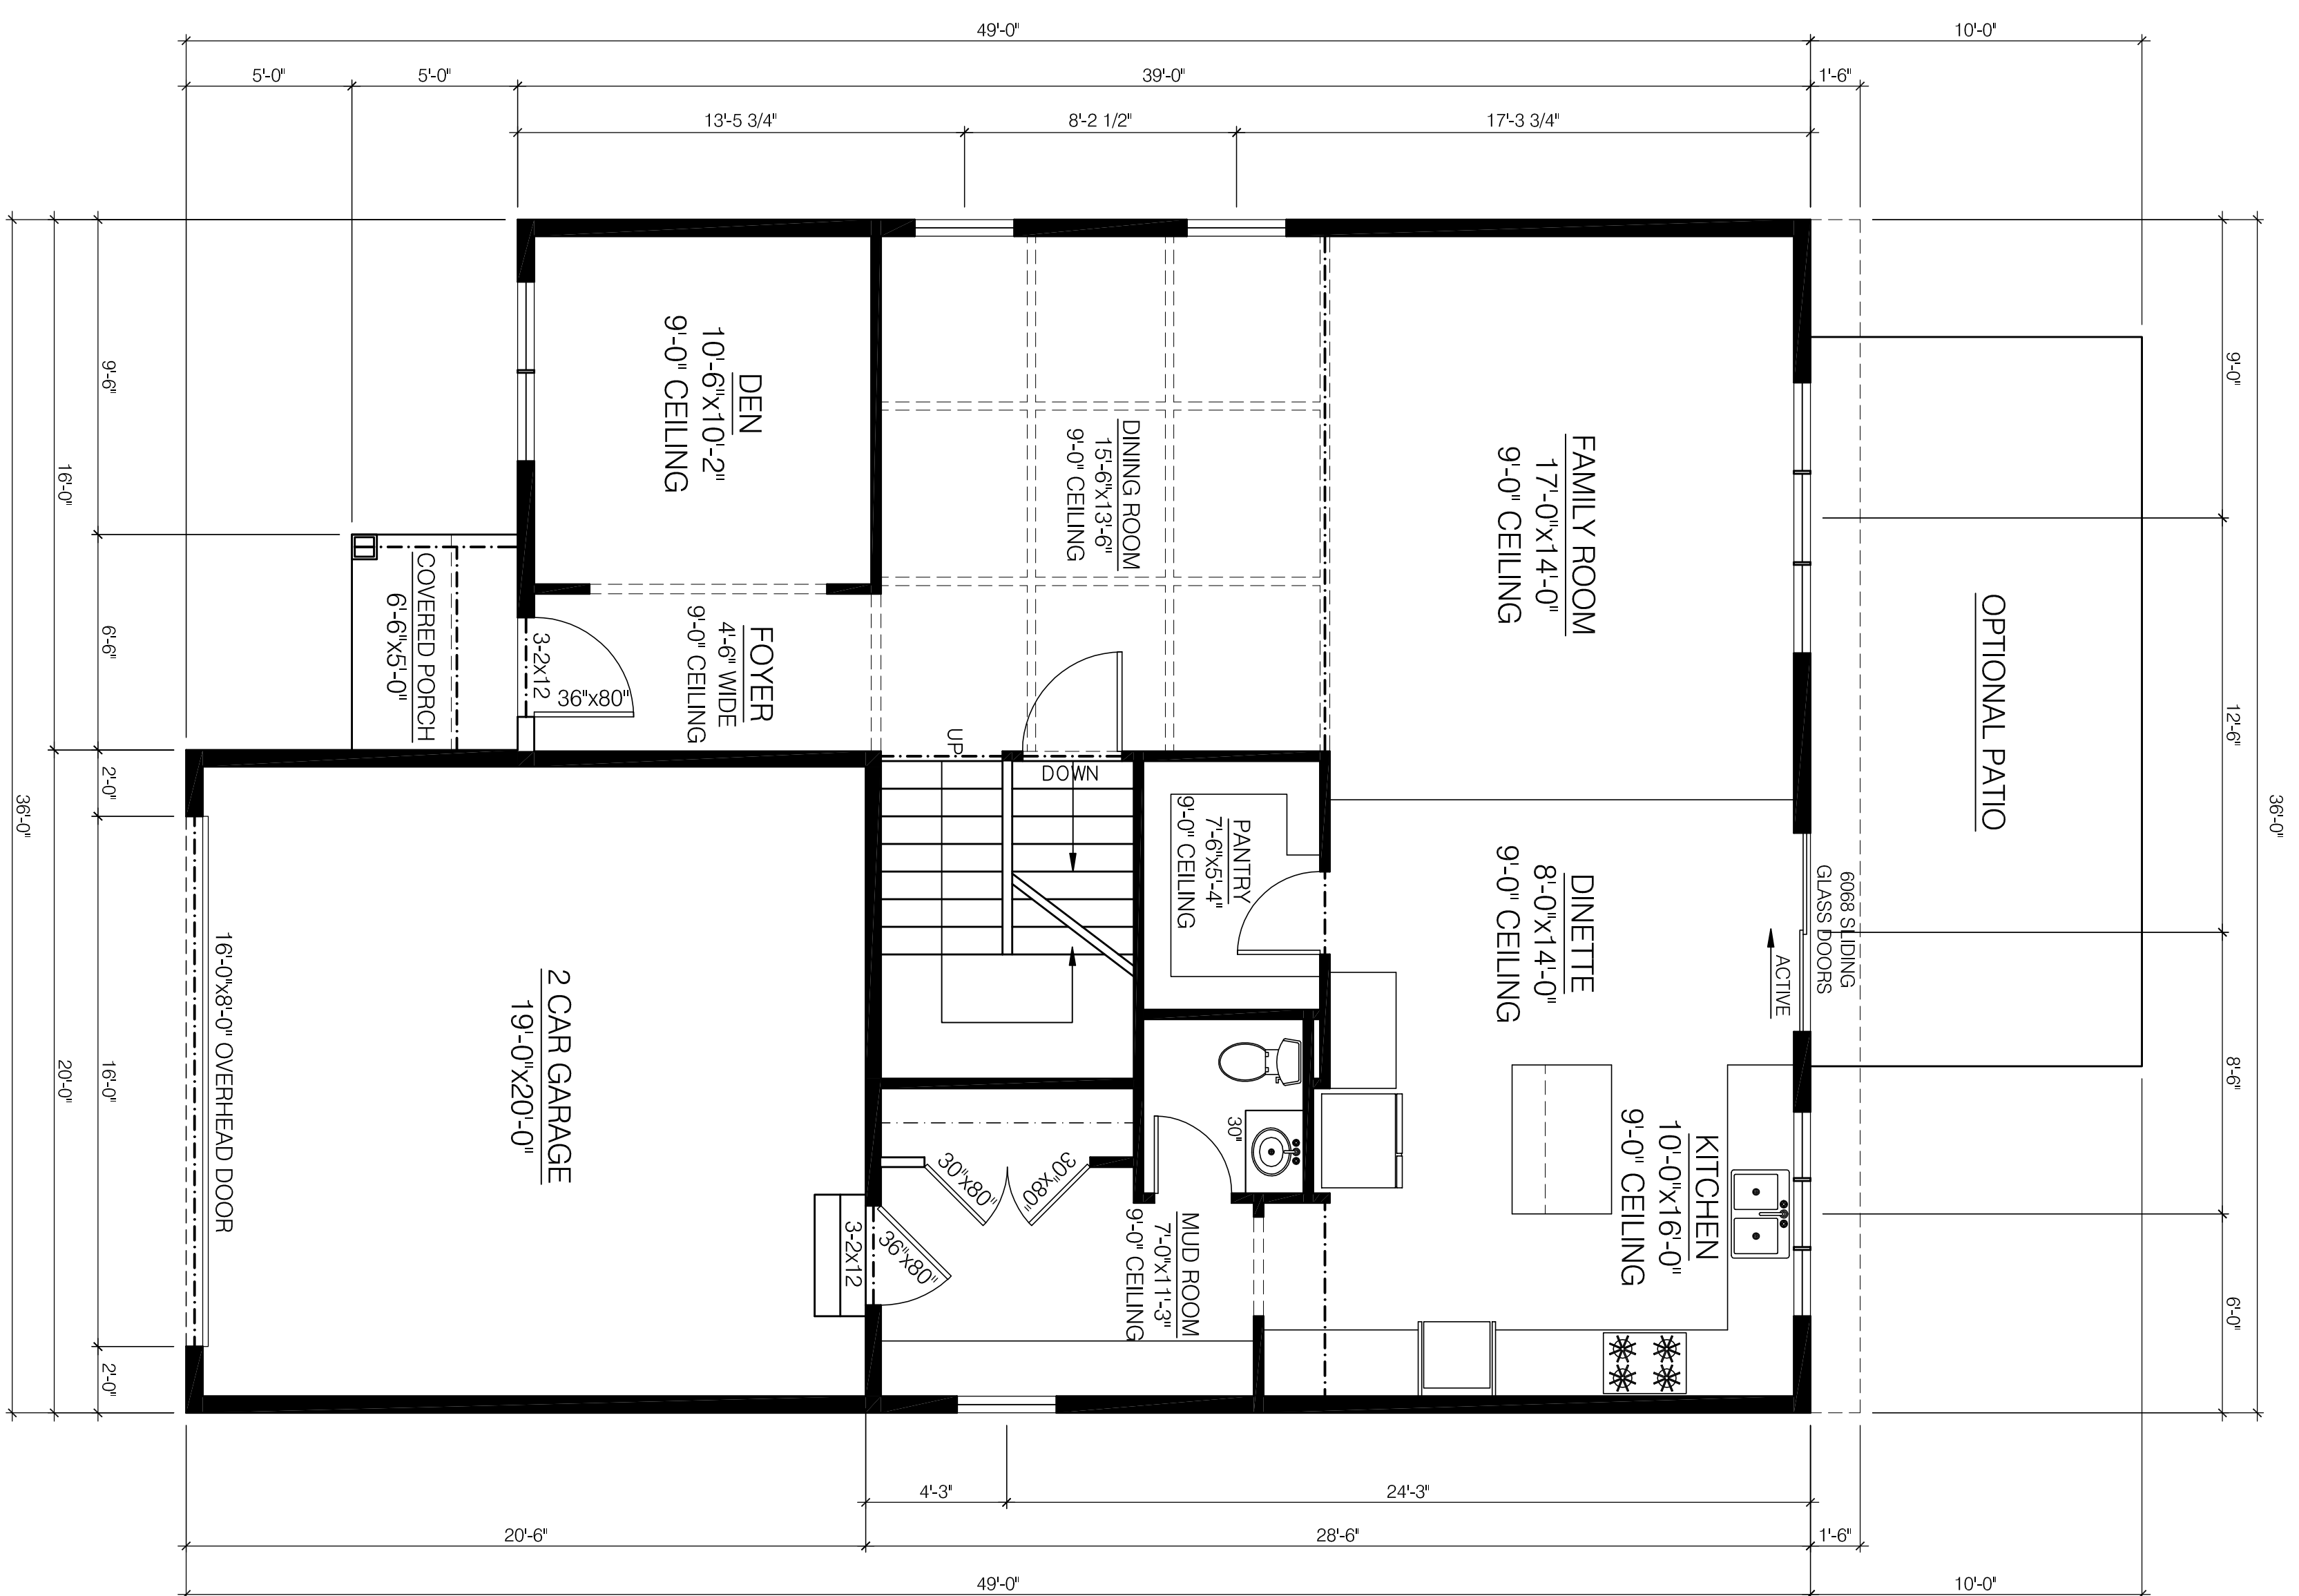 49'-0"
10'-0"
5'-0"
5'-0"
39'-0"
1'-6"
13'-5 3/4"
8'-2 1/2"
17'-3 3/4"
36'-0"
16'-0"
20'-0"
9'-6"
6'-6"
2'-0"
16'-0"
2'-0"
DEN
10'-6"x10'-2"
9'-0" CEILING
DINING ROOM
15'-6"x13'-6"
9'-0" CEILING
FAMILY ROOM
17'-0"x14'-0"
9'-0" CEILING
OPTIONAL PATIO
COVERED PORCH
6'-6"x5'-0"
3-2x12
36"x80"
FOYER
4'-6" WIDE
9'-0" CEILING
UP
DOWN
PANTRY
7'-6"x5'-4"
9'-0" CEILING
DINETTE
8'-0"x14'-0"
9'-0" CEILING
6068 SLIDING
GLASS DOORS
ACTIVE
2 CAR GARAGE
19'-0"x20'-0"
16'-0"x8'-0" OVERHEAD DOOR
30"
30"x80"
30"x80"
36"x80"
3-2x12
MUD ROOM
7'-0"x11'-3"
9'-0" CEILING
KITCHEN
10'-0"x16'-0"
9'-0" CEILING
9'-0"
12'-6"
8'-6"
6'-0"
36'-0"
4'-3"
24'-3"
20'-6"
28'-6"
1'-6"
49'-0"
10'-0"